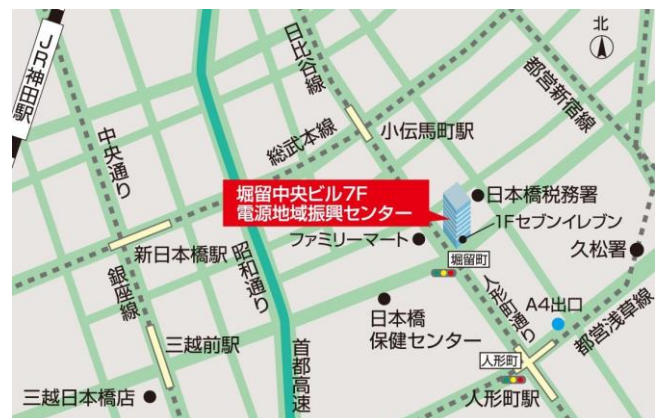 北
JR神田駅
日比谷線
都営新宿線
中央通り
総武本線
小伝馬町駅
堀留中央ビル7F
電源地域振興センター
日本橋税務署
1Fセブンイレブン
ファミリーマート
久松署
新日本橋駅
昭和通り
堀留町
銀座線
人形町通り
A4出口
都営浅草線
日本橋
保健センター
三越前駅
首都高速
人形町
三越日本橋店
人形町駅